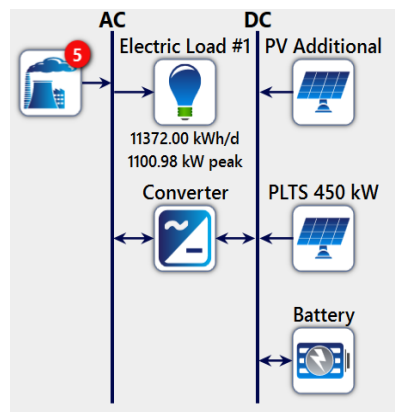 AC
DC
5
Electric Load #1
PV Additional
11372.00 kWh/d
1100.98 kW peak
Converter
PLTS 450 kW
Battery